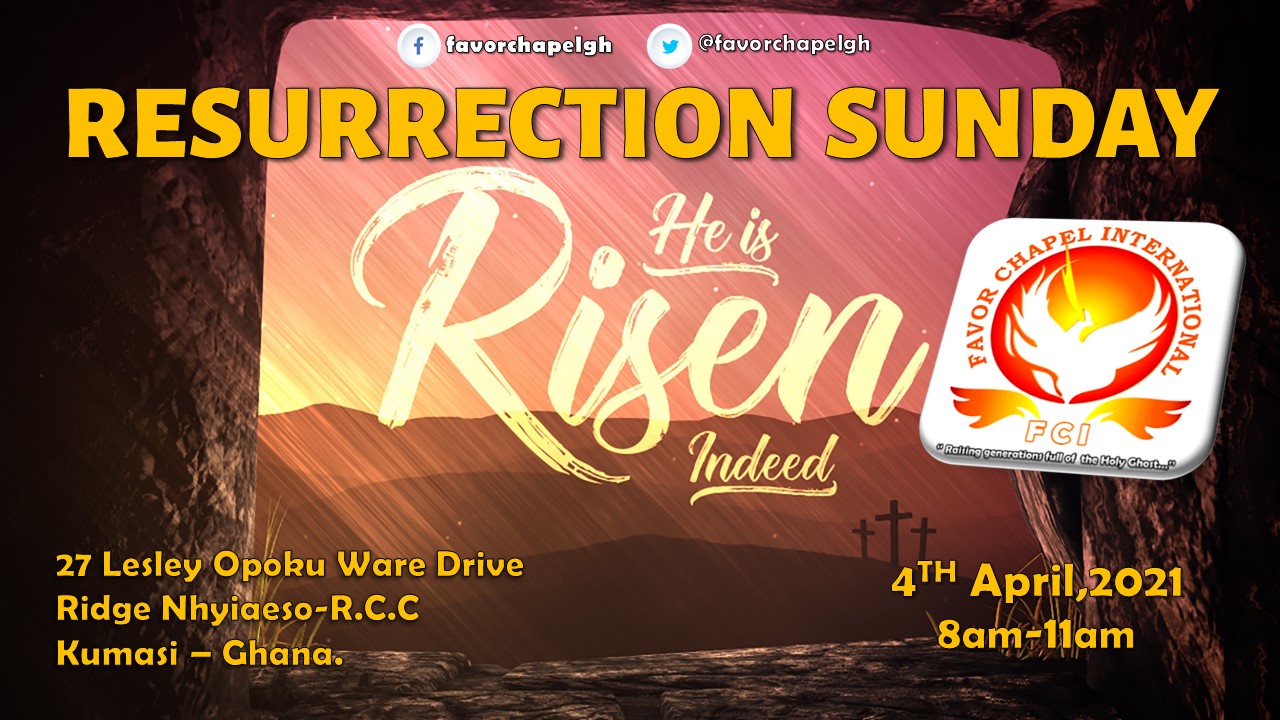 favorchapelgh @favorchapelgh
RESURRECTION SUNDAY
He is
Risen
Indeed
FAVOR CHAPEL INTERNATIONAL
FCI
"Raising generations full of the Holy Ghost..."
27 Lesley Opoku Ware Drive
Ridge Nhyiaeso-R.C.C
Kumasi – Ghana.
4TH April,2021
8am-11am